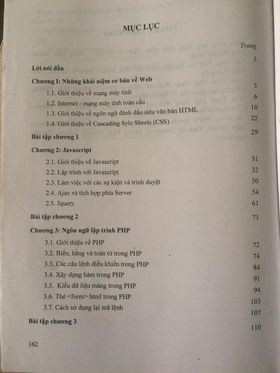 MỤC LỤC
Trang
Lời nói đầu 3
Chương I: Những khái niệm cơ bản về Web 5
1.1. Giới thiệu về mạng máy tính 5
1.2. Internet - mạng máy tính toàn cầu 6
1.3. Giới thiệu về ngôn ngữ đánh dấu siêu văn bản HTML 10
1.4. Giới thiệu về Cascading Syle Sheets (CSS) 22
Bài tập chương 1 29
Chương 2: Javascript
2.1. Giới thiệu về Javascript 31
2.2. Lập trình với Javascript 32
2.3. Làm việc với các sự kiện và trình duyệt 50
2.4. Ajax và tích hợp phía Server 54
2.5. Jquery 61
Bài tập chương 2 71
Chương 3: Ngôn ngữ lập trình PHP
3.1. Giới thiệu về PHP 72
3.2. Biến, hằng và toán tử trong PHP 74
3.3. Các câu lệnh điều khiển trong PHP 84
3.4. Xây dựng hàm trong PHP 91
3.5. Kiểu dữ liệu mảng trong PHP 94
3.6. Thẻ <form> html trong PHP 103
3.7. Cách sử dụng lại mã lệnh 107
Bài tập chương 3 110
162